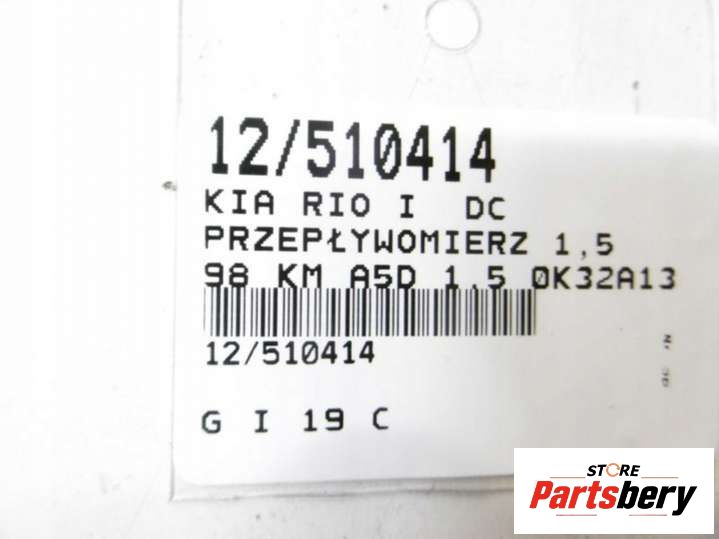 12/510414
KIA RIO I DC
PRZEPŁYWOMIERZ 1,5
98 KM A5D 1.5 0K32A13
12/510414
G I 19 C
STORE
Partsbery